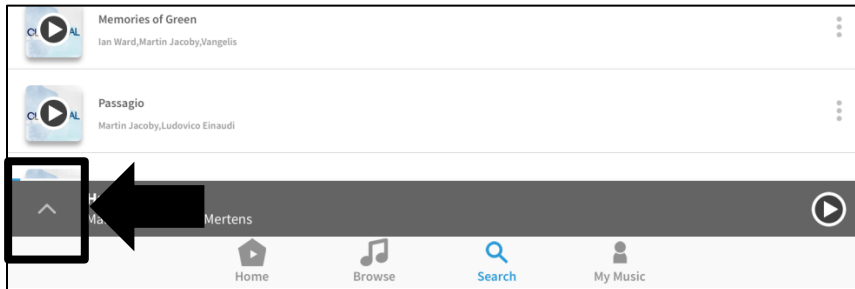 Memories of Green
Ian Ward,Martin Jacoby,Vangelis
Passagio
Martin Jacoby,Ludovico Einaudi
Mertens
Home
Browse
Search
My Music